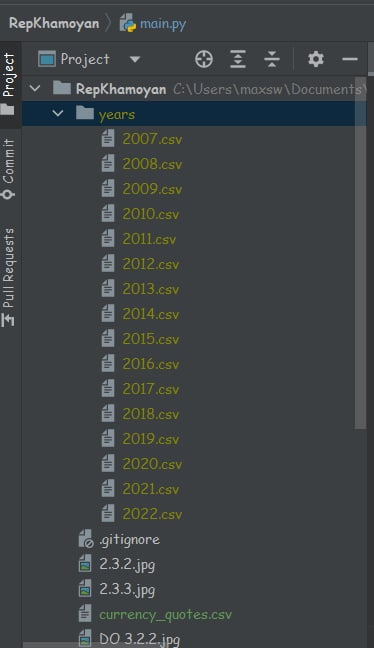 RepKhamoyan main.py
Project
RepKhamoyan C:\Users\maxsw\Documents\
years
2007.csv
2008.csv
2009.csv
2010.csv
2011.csv
2012.csv
2013.csv
2014.csv
2015.csv
2016.csv
2017.csv
2018.csv
2019.csv
2020.csv
2021.csv
2022.csv
.gitignore
2.3.2.jpg
2.3.3.jpg
currency_quotes.csv
DO 3.2.2.jpg
Project
Commit
Pull Requests